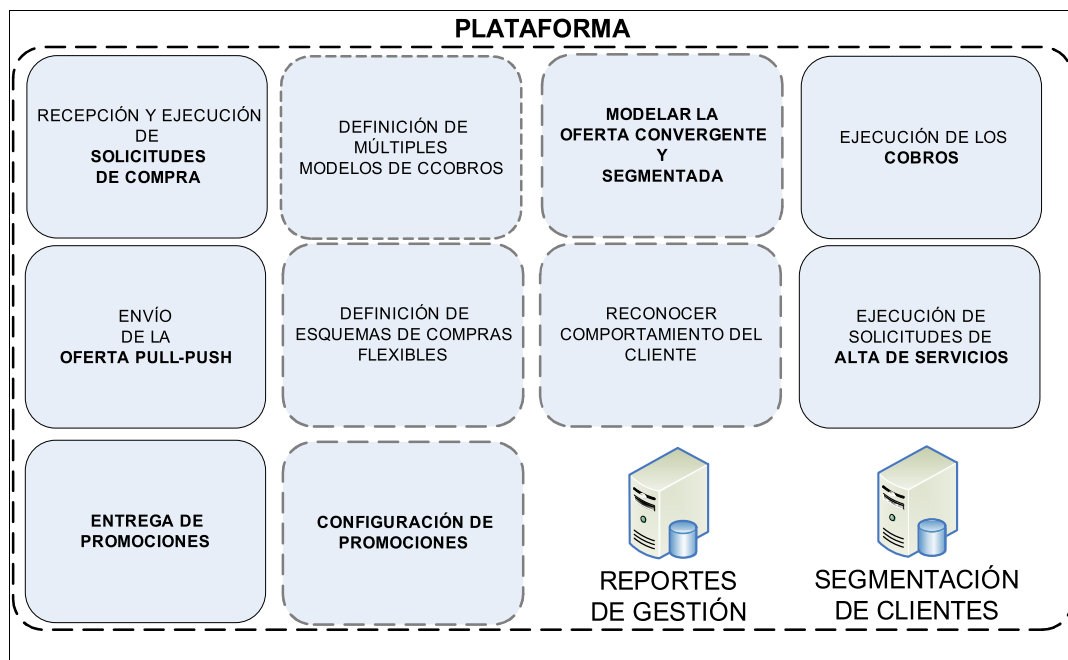 PLATAFORMA
RECEPCIÓN Y EJECUCIÓN
DE
SOLICITUDES
DE COMPRA
DEFINICIÓN DE
MÚLTIPLES
MODELOS DE CCOBROS
MODELAR LA
OFERTA CONVERGENTE
Y
SEGMENTADA
EJECUCIÓN DE LOS
COBROS
ENVÍO
DE LA
OFERTA PULL-PUSH
DEFINICIÓN DE
ESQUEMAS DE COMPRAS
FLEXIBLES
RECONOCER
COMPORTAMIENTO DEL
CLIENTE
EJECUCIÓN DE
SOLICITUDES DE
ALTA DE SERVICIOS
ENTREGA DE
PROMOCIONES
CONFIGURACIÓN DE
PROMOCIONES
REPORTES
DE GESTIÓN
SEGMENTACIÓN
DE CLIENTES